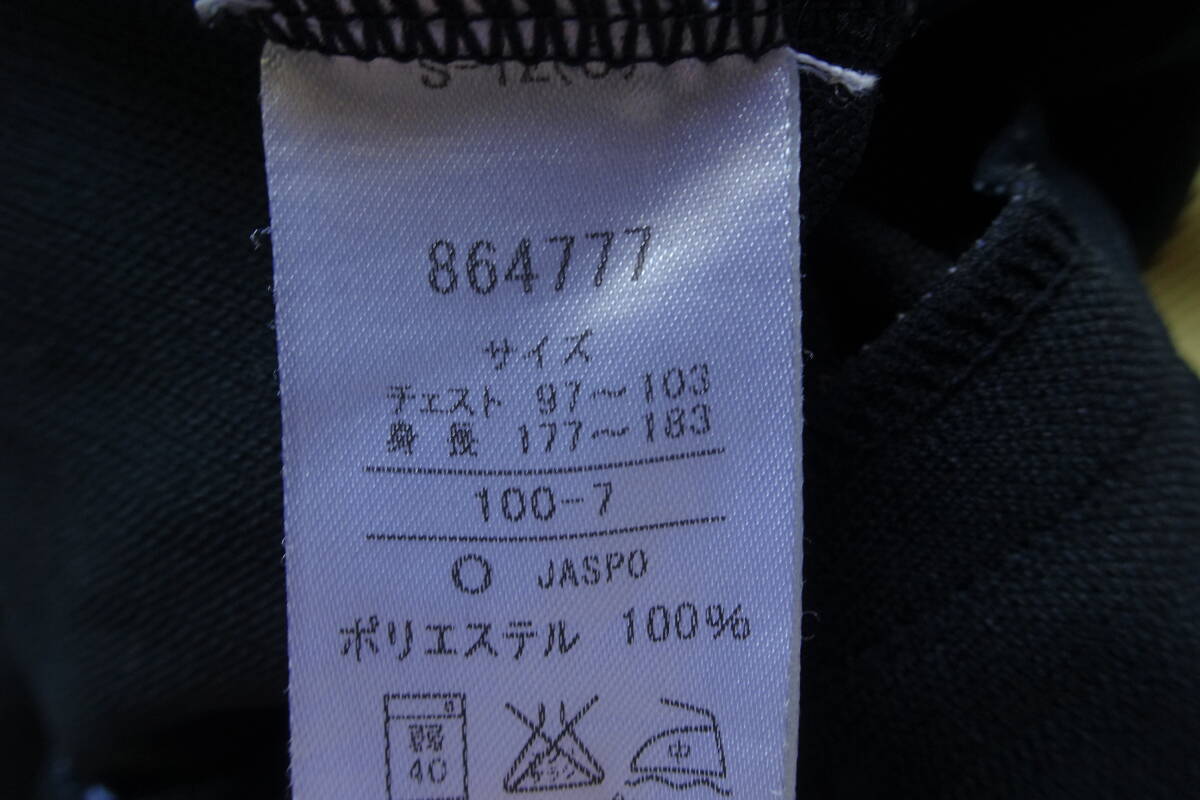 864777
サイズ
チェスト 97～103
身長 177～183
100-7
○ JASPO
ポリエステル 100%
弱
40
中